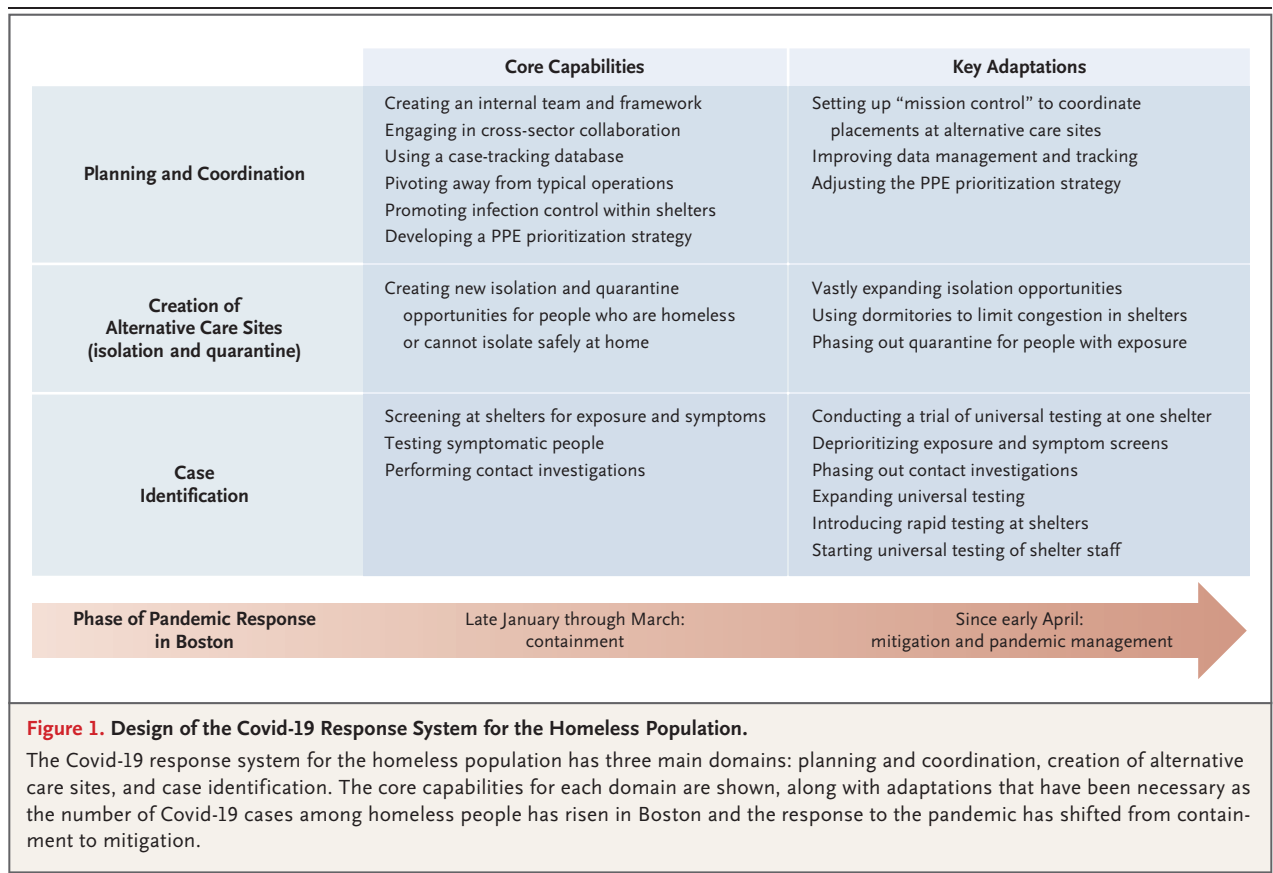 Core Capabilities
Key Adaptations
Planning and Coordination
Creating an internal team and framework
Engaging in cross-sector collaboration
Using a case-tracking database
Pivoting away from typical operations
Promoting infection control within shelters
Developing a PPE prioritization strategy
Setting up “mission control” to coordinate
placements at alternative care sites
Improving data management and tracking
Adjusting the PPE prioritization strategy
Creation of
Alternative Care Sites
(isolation and quarantine)
Creating new isolation and quarantine
opportunities for people who are homeless
or cannot isolate safely at home
Vastly expanding isolation opportunities
Using dormitories to limit congestion in shelters
Phasing out quarantine for people with exposure
Case
Identification
Screening at shelters for exposure and symptoms
Testing symptomatic people
Performing contact investigations
Conducting a trial of universal testing at one shelter
Deprioritizing exposure and symptom screens
Phasing out contact investigations
Expanding universal testing
Introducing rapid testing at shelters
Starting universal testing of shelter staff
Phase of Pandemic Response
in Boston
Late January through March:
containment
Since early April:
mitigation and pandemic management
Figure 1. Design of the Covid-19 Response System for the Homeless Population.
The Covid-19 response system for the homeless population has three main domains: planning and coordination, creation of alternative
care sites, and case identification. The core capabilities for each domain are shown, along with adaptations that have been necessary as
the number of Covid-19 cases among homeless people has risen in Boston and the response to the pandemic has shifted from contain-
ment to mitigation.